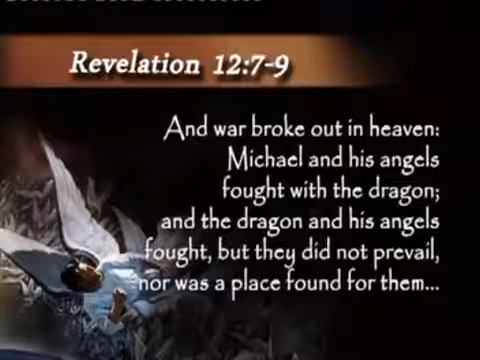 Revelation 12:7-9
And war broke out in heaven:
Michael and his angels
fought with the dragon;
and the dragon and his angels
fought, but they did not prevail,
nor was a place found for them...